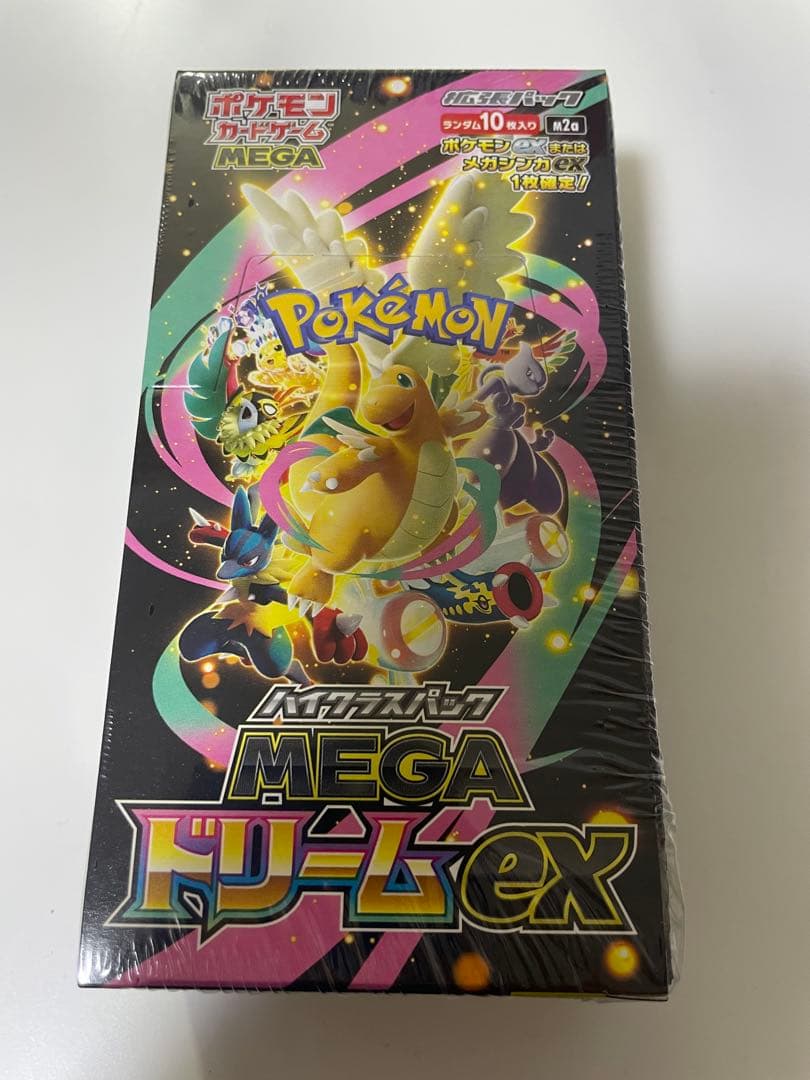 ポケモン
カードゲーム
MEGA
拡張パック
ランダム10枚入り M2a
ポケモンexまたは
メガシンカex
1枚確定!
POKéMON
TM
ハイクラスパック
MEGA
ドリームex